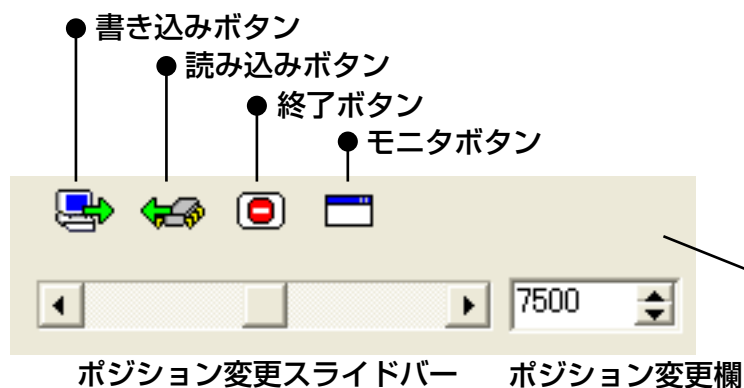 書き込みボタン
読み込みボタン
終了ボタン
モニタボタン
7500
ポジション変更スライドバー　ポジション変更欄